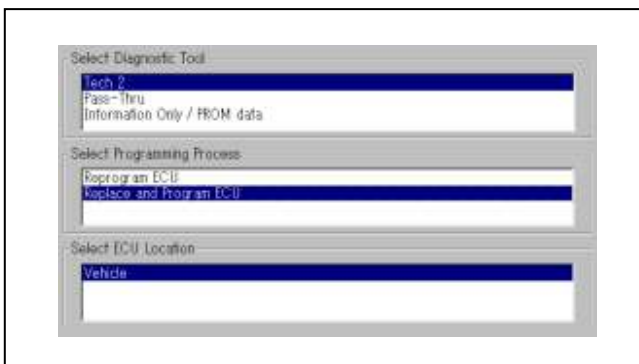 Select Diagnostic Tool
Tech 2
Pass-Thru
Information Only / PROM data
Select Programming Process
Reprogram ECU
Replace and Program ECU
Select ECU Location
Vehicle